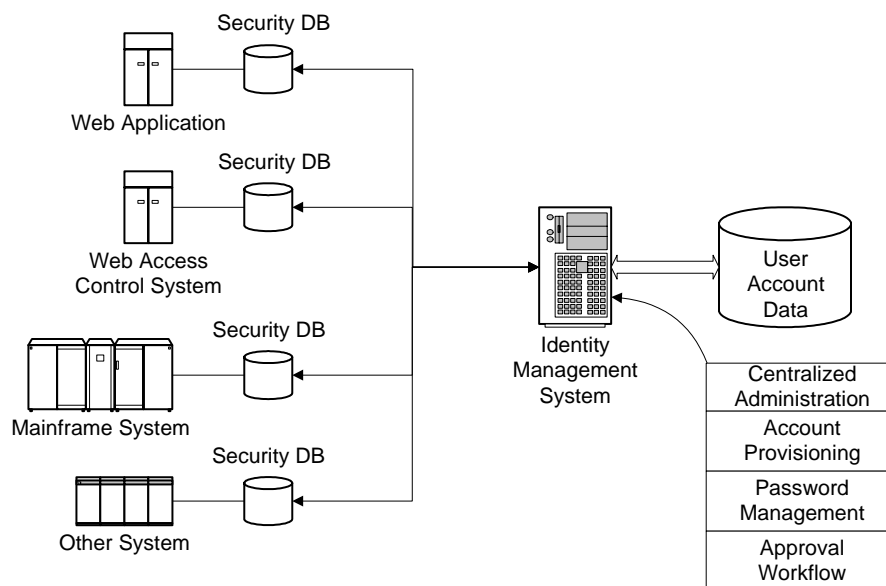 Security DB
Web Application
Security DB
Web Access
Control System
Security DB
Mainframe System
Security DB
Other System
Identity
Management
System
User
Account
Data
Centralized
Administration
Account
Provisioning
Password
Management
Approval
Workflow